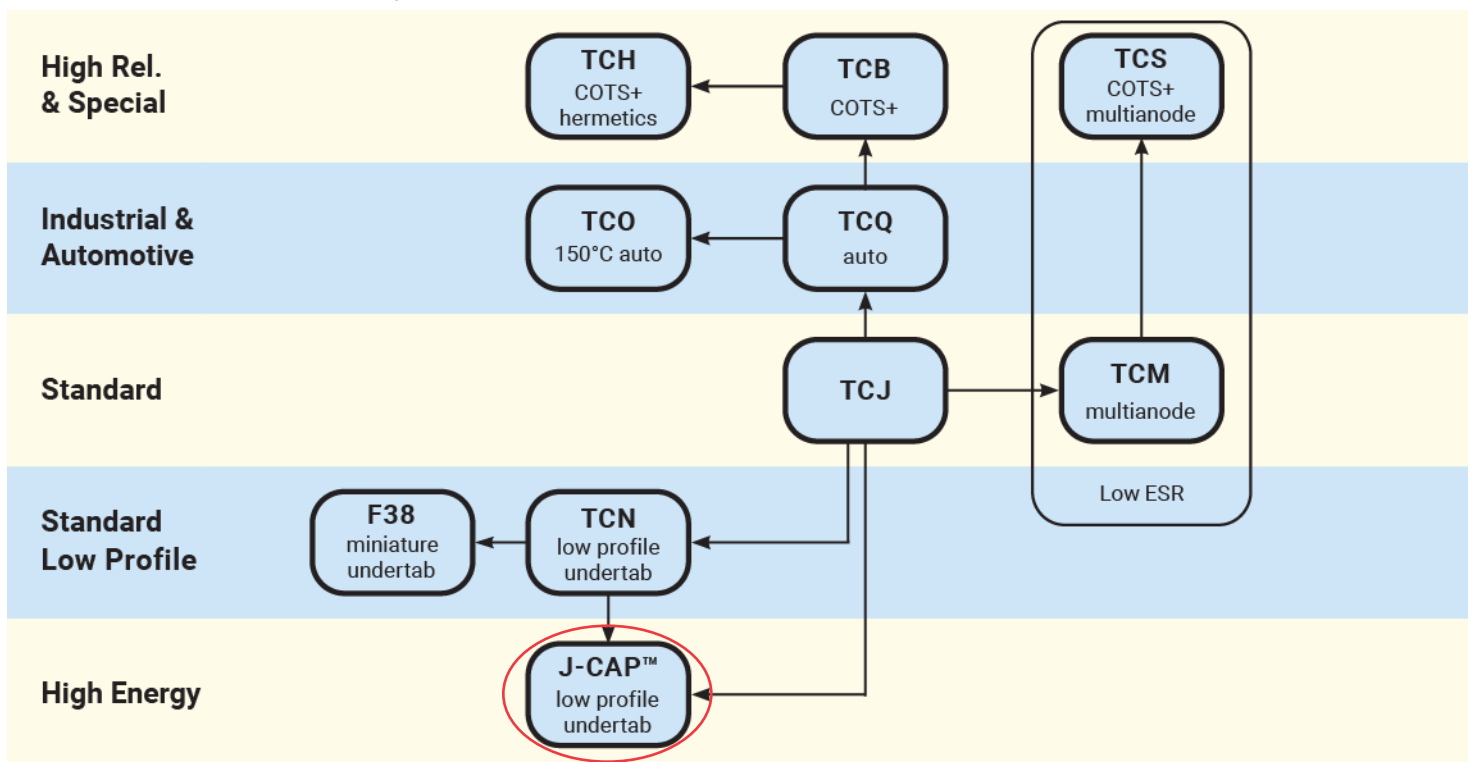 High Rel.
& Special
TCH
COTS+
hermetics
TCB
COTS+
TCS
COTS+
multianode
Industrial &
Automotive
TCO
150°C auto
TCQ
auto
Standard
TCJ
TCM
multianode
Low ESR
Standard
Low Profile
F38
miniature
undertab
TCN
low profile
undertab
High Energy
J-CAP™
low profile
undertab